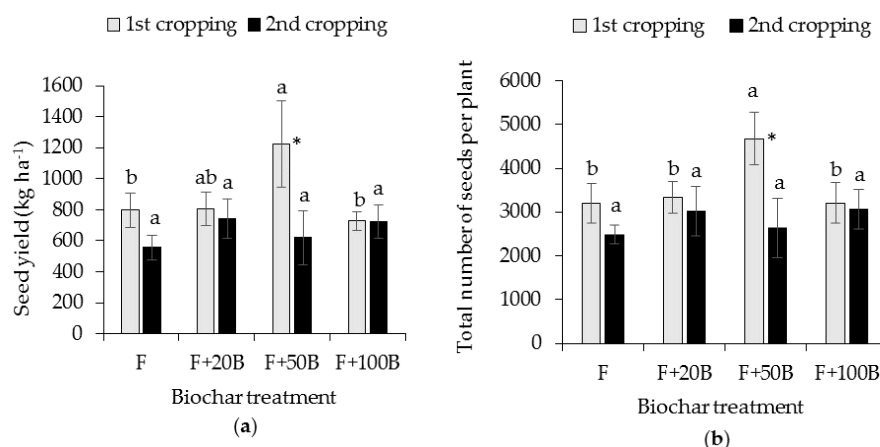 1st cropping 2nd cropping
Seed yield (kg ha⁻¹)
1600
1400
1200
1000
800
600
400
200
0
b a ab a a * a b a
F F+20B F+50B F+100B
Biochar treatment
(a)
1st cropping 2nd cropping
Total number of seeds per plant
6000
5000
4000
3000
2000
1000
0
b a b a a * a b a
F F+20B F+50B F+100B
Biochar treatment
(b)